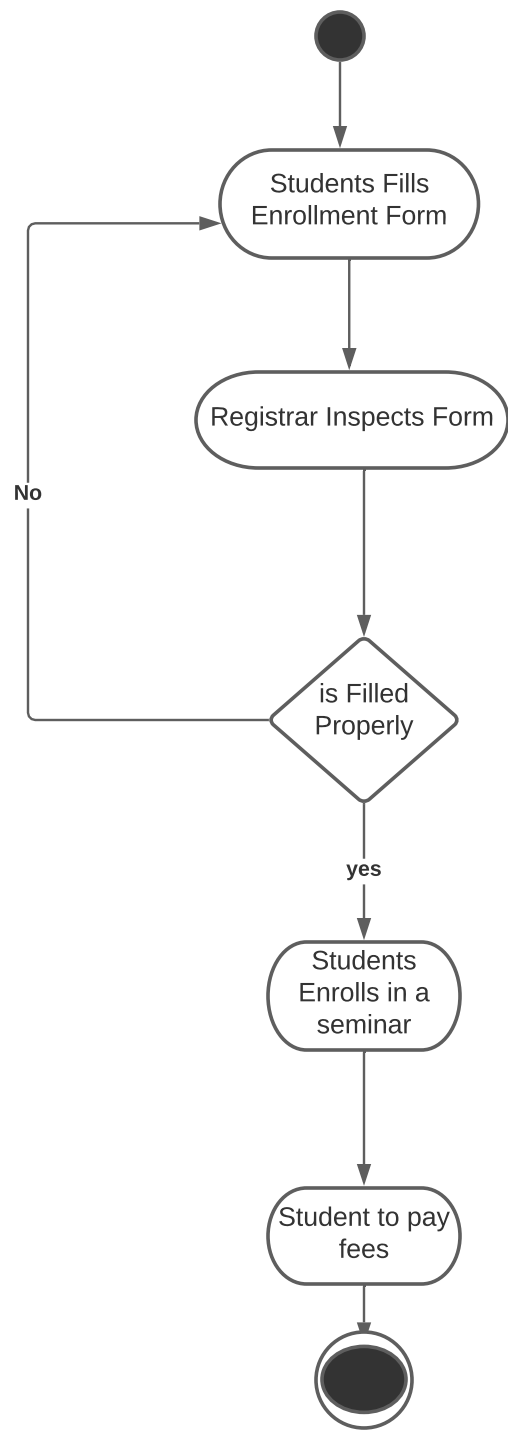 Students Fills
Enrollment Form
Registrar Inspects Form
No
is Filled
Properly
yes
Students
Enrolls in a
seminar
Student to pay
fees